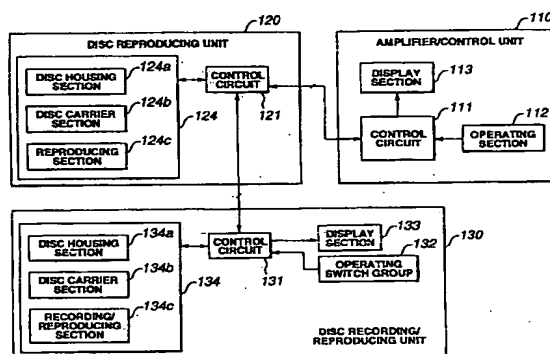 120
DISC REPRODUCING UNIT
124a
DISC HOUSING SECTION
124b
DISC CARRIER SECTION
124c
REPRODUCING SECTION
124
CONTROL CIRCUIT
121
110
AMPLIFIER/CONTROL UNIT
DISPLAY SECTION
113
111
112
CONTROL CIRCUIT
OPERATING SECTION
134a
DISC HOUSING SECTION
134b
DISC CARRIER SECTION
134c
RECORDING/REPRODUCING SECTION
134
CONTROL CIRCUIT
131
DISPLAY SECTION
133
132
OPERATING SWITCH GROUP
130
DISC RECORDING/REPRODUCING UNIT